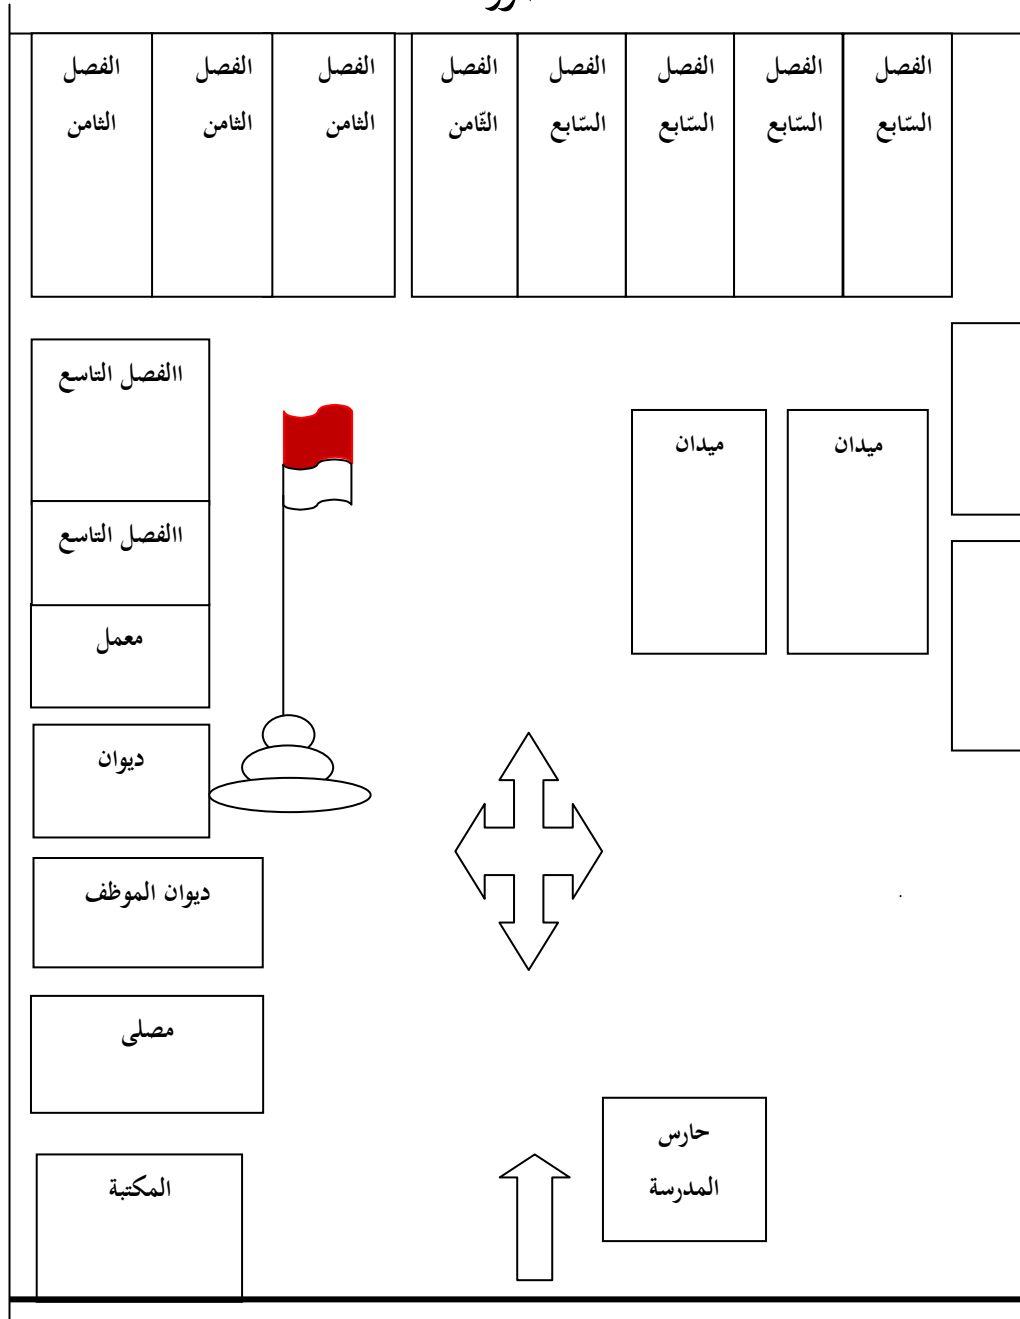 الفصل
السّابع
الفصل
السّابع
الفصل
السّابع
الفصل
السّابع
الفصل
الثّامن
الفصل
الثامن
الفصل
الثامن
الفصل
الثامن
االفصل التاسع
ميدان
ميدان
االفصل التاسع
معمل
ديوان
ديوان الموظف
مصلى
حارس
المدرسة
المكتبة